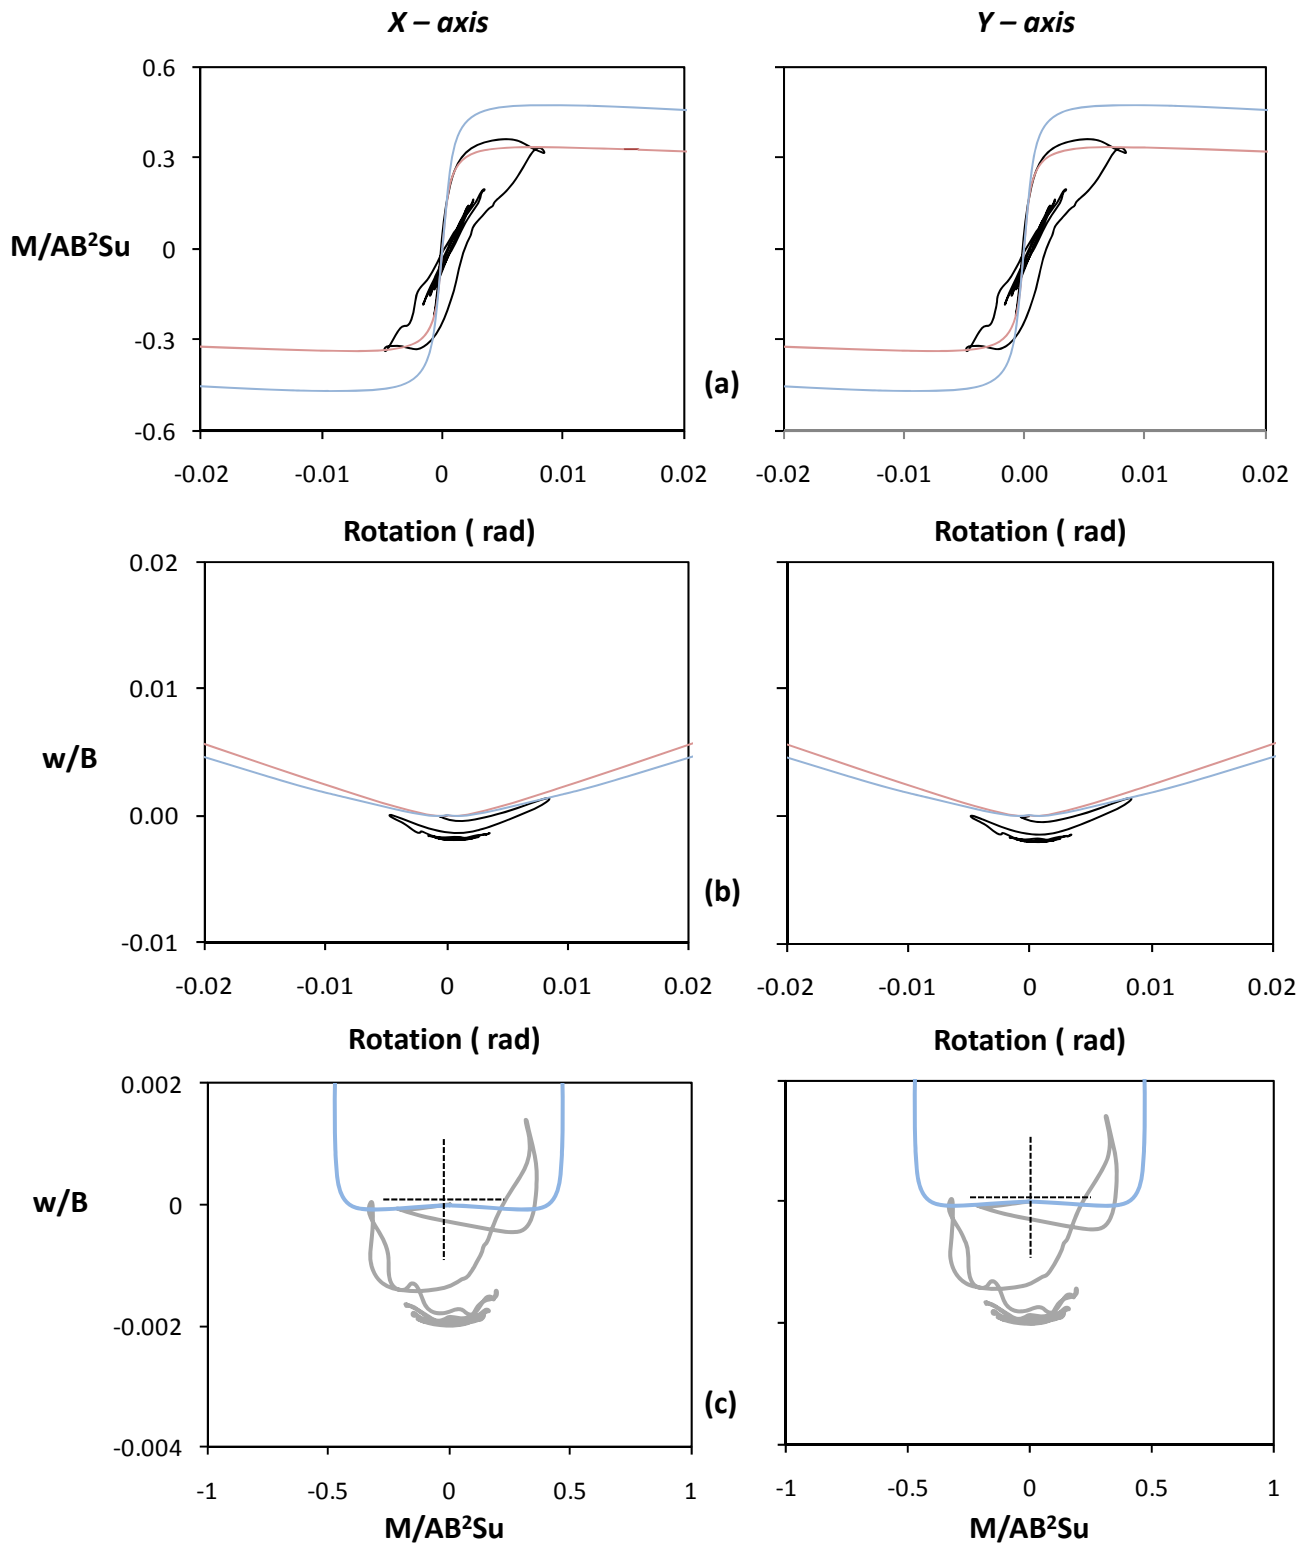 X – axis Y – axis
0.6
0.3
M/AB²Su 0
-0.3
(a)
-0.6
-0.02 -0.01 0 0.01 0.02 -0.02 -0.01 0.00 0.01 0.02
Rotation ( rad) Rotation ( rad)
0.02
0.01
w/B
0.00
(b)
-0.01
-0.02 -0.01 0 0.01 0.02 -0.02 -0.01 0 0.01 0.02
Rotation ( rad) Rotation ( rad)
0.002
w/B 0
-0.002
(c)
-0.004
-1 -0.5 0 0.5 1 -1 -0.5 0 0.5 1
M/AB²Su M/AB²Su